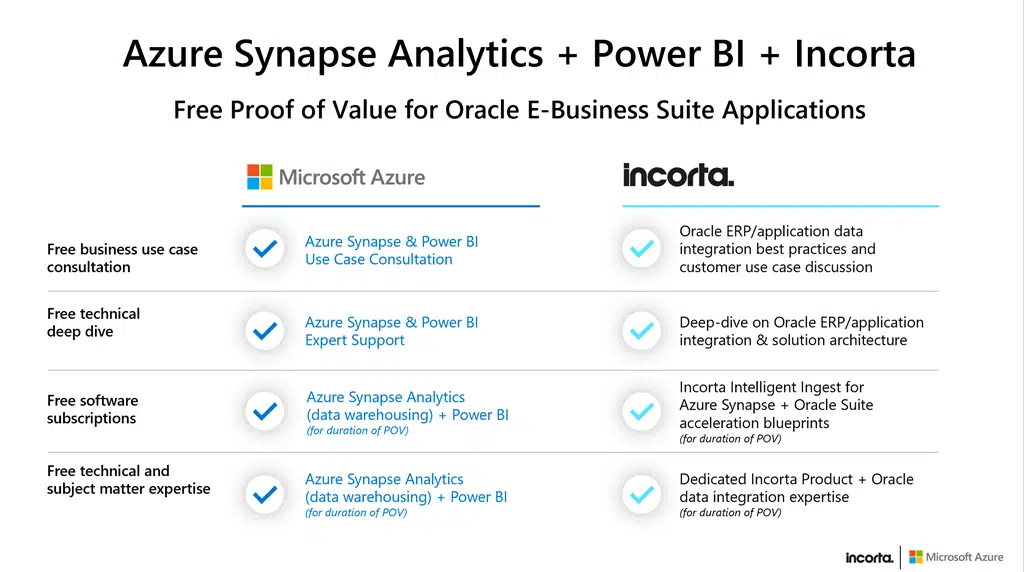 Azure Synapse Analytics + Power BI + Incorta
Free Proof of Value for Oracle E-Business Suite Applications
Microsoft Azure
incorta.
Free business use case
consultation
Azure Synapse & Power BI
Use Case Consultation
Oracle ERP/application data
integration best practices and
customer use case discussion
Free technical
deep dive
Azure Synapse & Power BI
Expert Support
Deep-dive on Oracle ERP/application
integration & solution architecture
Free software
subscriptions
Azure Synapse Analytics
(data warehousing) + Power BI
(for duration of POV)
Incorta Intelligent Ingest for
Azure Synapse + Oracle Suite
acceleration blueprints
(for duration of POV)
Free technical and
subject matter expertise
Azure Synapse Analytics
(data warehousing) + Power BI
(for duration of POV)
Dedicated Incorta Product + Oracle
data integration expertise
(for duration of POV)
incorta. Microsoft Azure